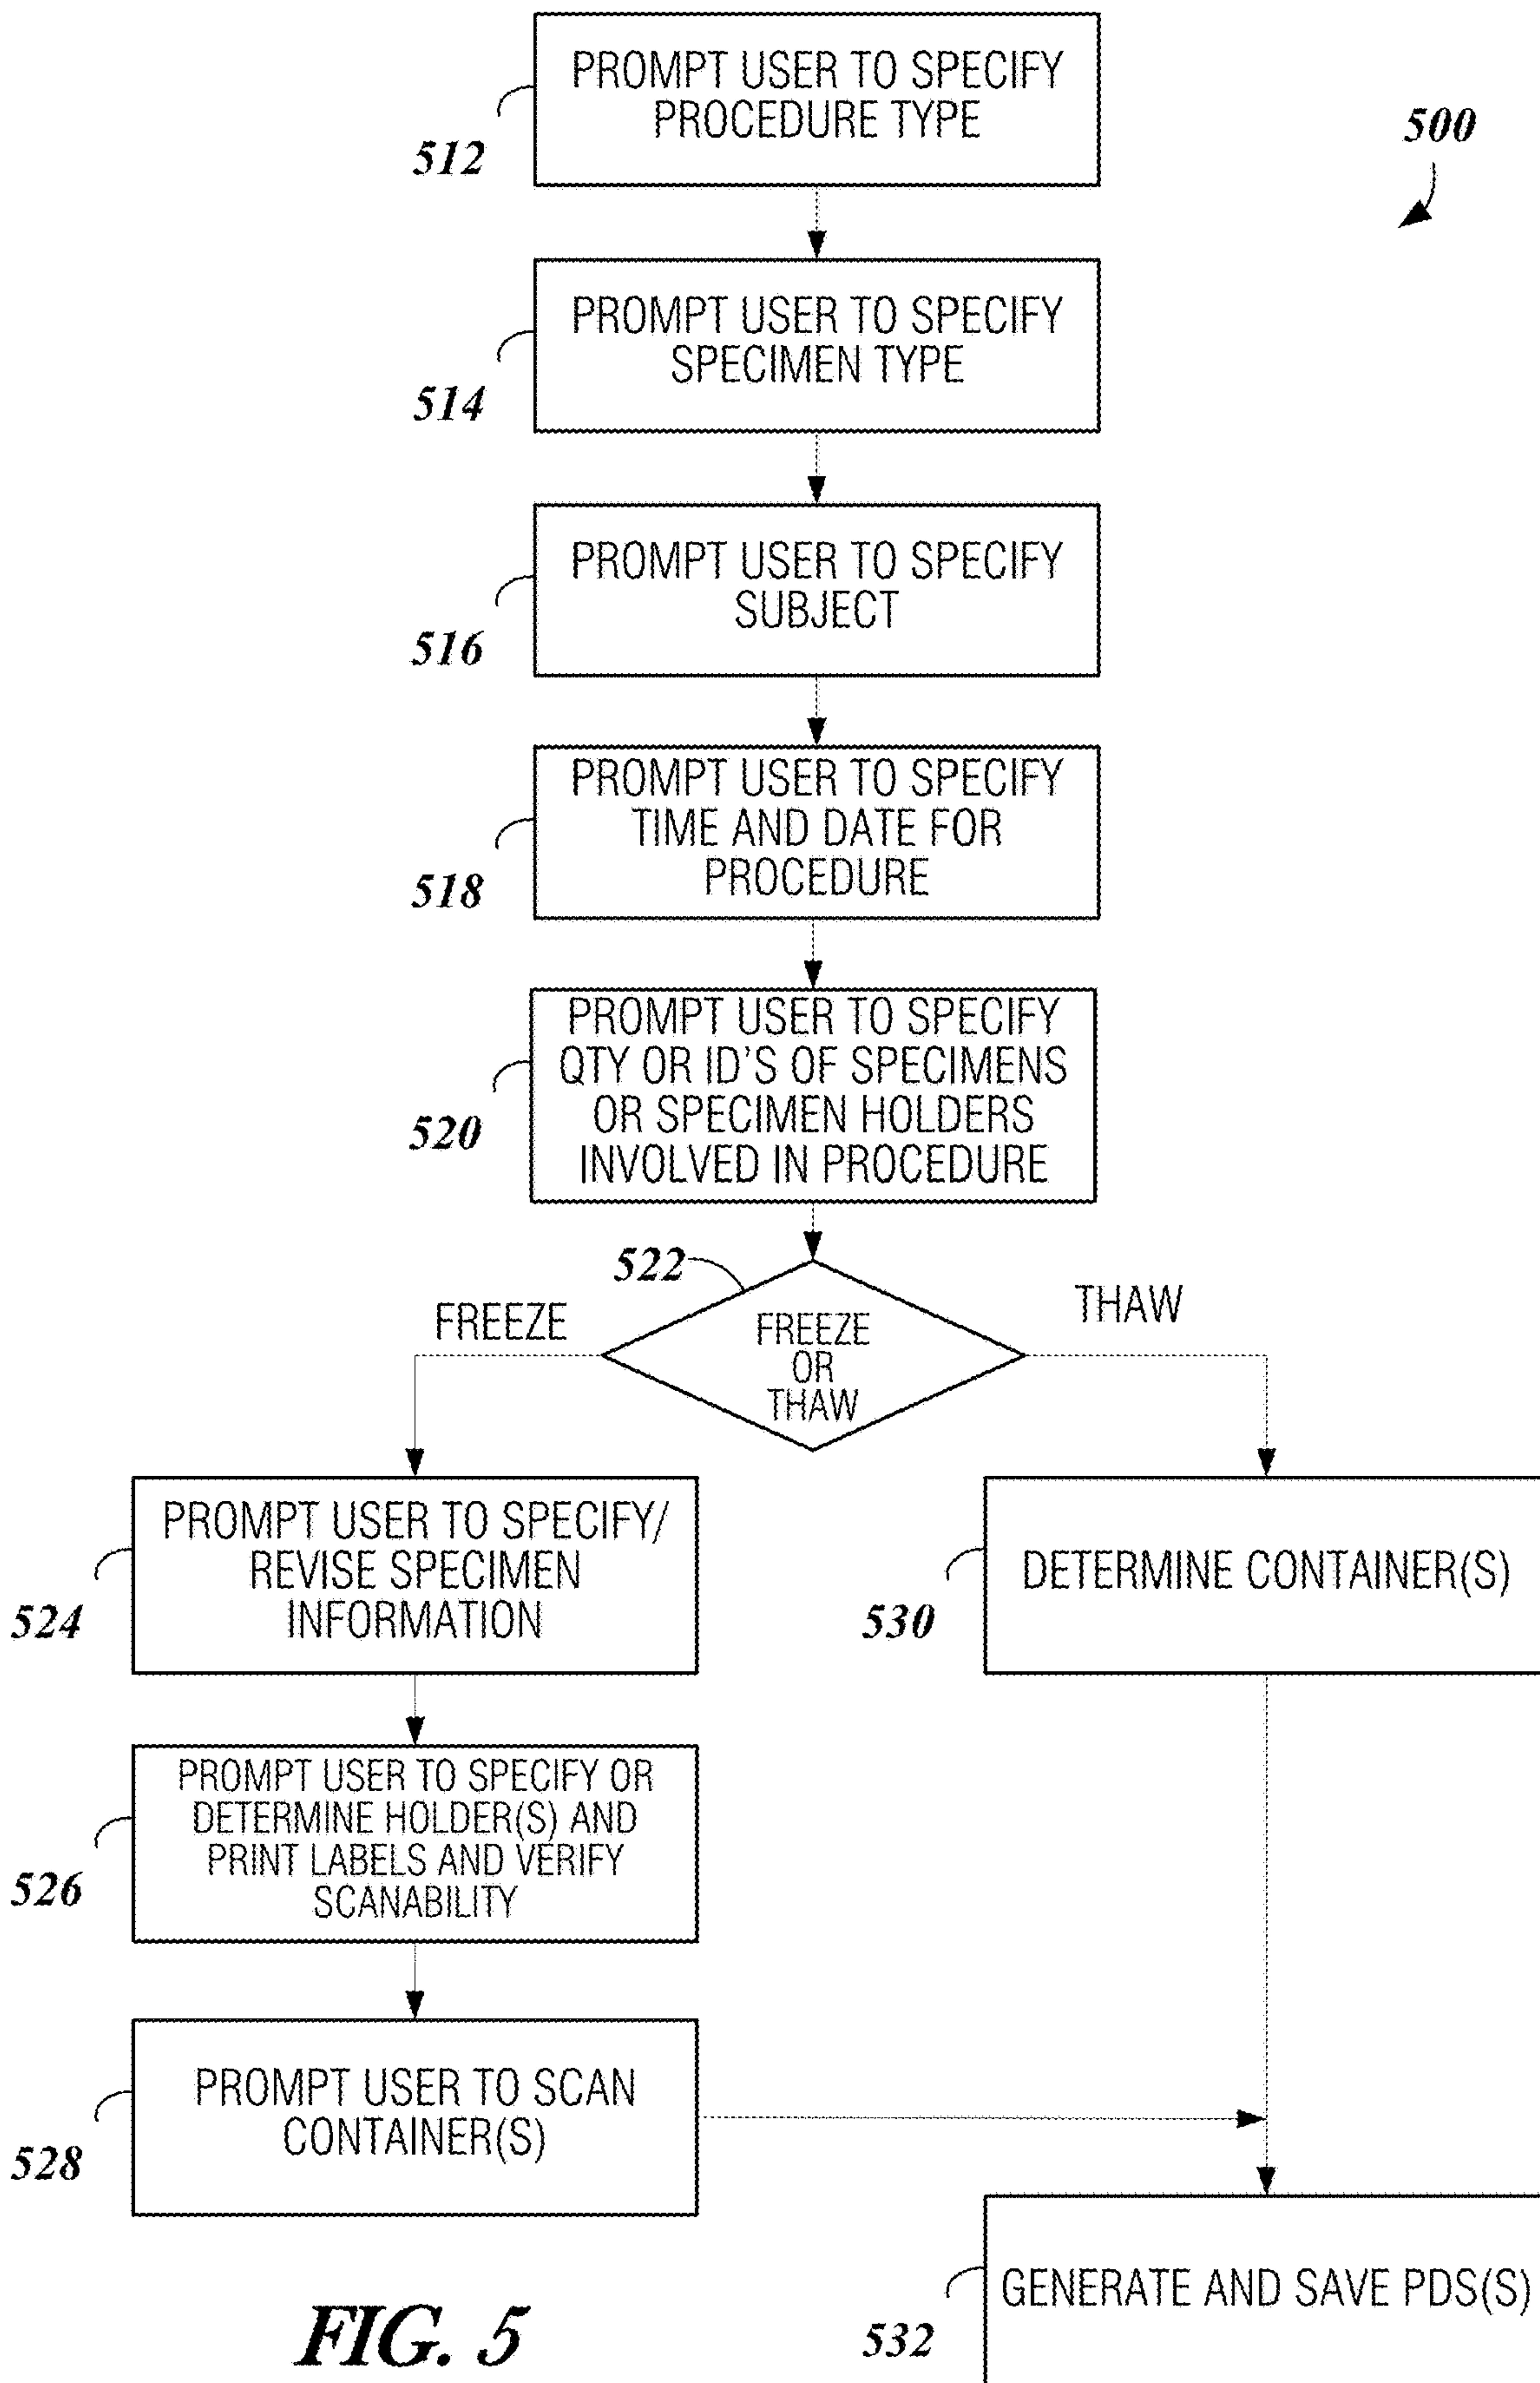 PROMPT USER TO SPECIFY
PROCEDURE TYPE
512
500
PROMPT USER TO SPECIFY
SPECIMEN TYPE
514
PROMPT USER TO SPECIFY
SUBJECT
516
PROMPT USER TO SPECIFY
TIME AND DATE FOR
PROCEDURE
518
PROMPT USER TO SPECIFY
QTY OR ID'S OF SPECIMENS
OR SPECIMEN HOLDERS
INVOLVED IN PROCEDURE
520
522
FREEZE
THAW
FREEZE
OR
THAW
PROMPT USER TO SPECIFY/
REVISE SPECIMEN
INFORMATION
524
DETERMINE CONTAINER(S)
530
PROMPT USER TO SPECIFY OR
DETERMINE HOLDER(S) AND
PRINT LABELS AND VERIFY
SCANABILITY
526
PROMPT USER TO SCAN
CONTAINER(S)
528
GENERATE AND SAVE PDS(S)
532
FIG. 5